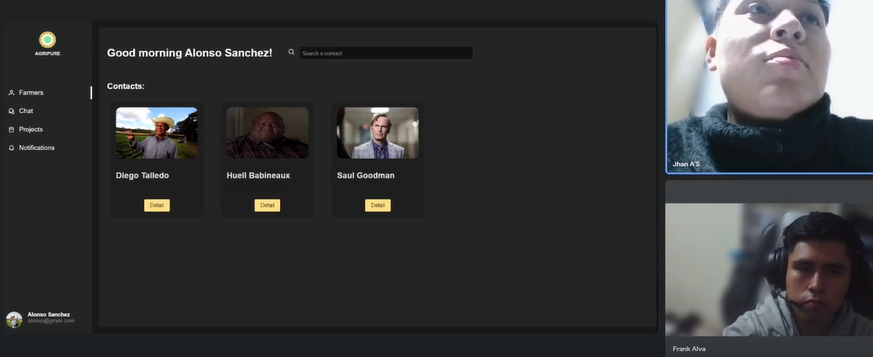 AGRIPURE
Good morning Alonso Sanchez!
Search a contact
Contacts:
Farmers
Chat
Projects
Notifications
Diego Talledo
Huell Babineaux
Saul Goodman
Detail
Detail
Detail
Alonso Sanchez
alonso@gmail.com
Jhan A'S
Frank Alva